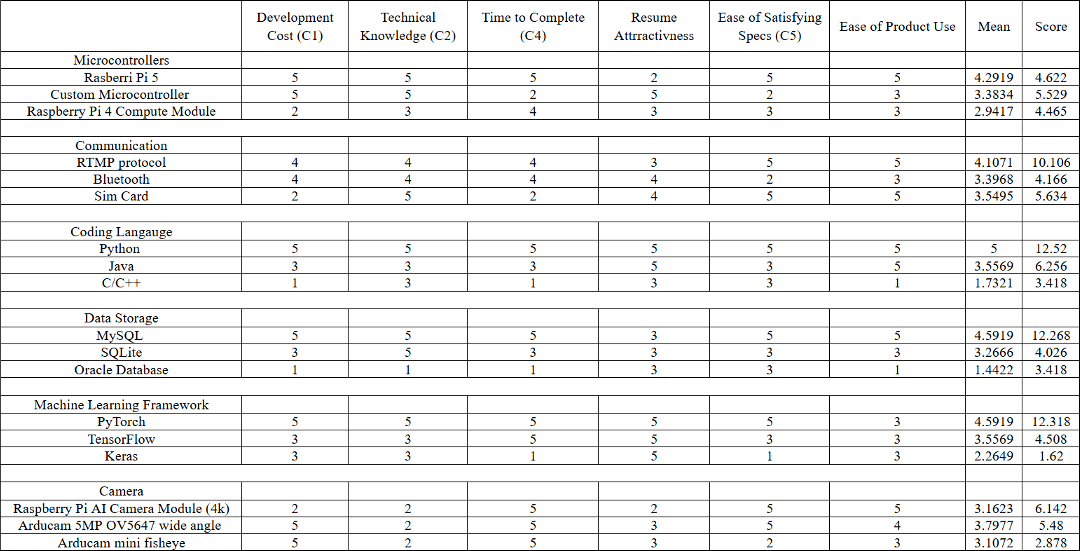 Development Cost (C1) Technical Knowledge (C2) Time to Complete (C4) Resume Attrractivness Ease of Satisfying Specs (C5) Ease of Product Use Mean Score
Microcontrollers
Rasberri Pi 5 5 5 5 2 5 5 4.2919 4.622
Custom Microcontroller 5 5 2 5 2 3 3.3834 5.529
Raspberry Pi 4 Compute Module 2 3 4 3 3 3 2.9417 4.465
Communication
RTMP protocol 4 4 4 3 5 5 4.1071 10.106
Bluetooth 4 4 4 4 2 3 3.3968 4.166
Sim Card 2 5 2 4 5 5 3.5495 5.634
Coding Langauge
Python 5 5 5 5 5 5 5 12.52
Java 3 3 3 5 3 5 3.5569 6.256
C/C++ 1 3 1 3 3 1 1.7321 3.418
Data Storage
MySQL 5 5 5 3 5 5 4.5919 12.268
SQLite 3 5 3 3 3 3 3.2666 4.026
Oracle Database 1 1 1 3 3 1 1.4422 3.418
Machine Learning Framework
PyTorch 5 5 5 5 5 3 4.5919 12.318
TensorFlow 3 3 5 5 3 3 3.5569 4.508
Keras 3 3 1 5 1 3 2.2649 1.62
Camera
Raspberry Pi AI Camera Module (4k) 2 2 5 2 5 5 3.1623 6.142
Arducam 5MP OV5647 wide angle 5 2 5 3 5 4 3.7977 5.48
Arducam mini fisheye 5 2 5 3 2 3 3.1072 2.878